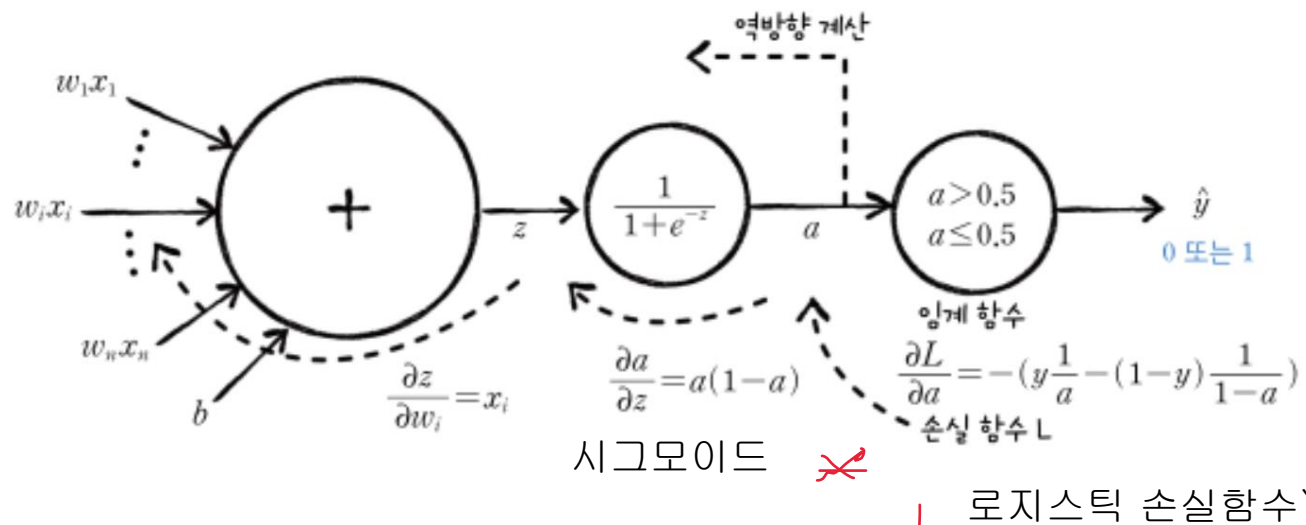 역방향 계산
w₁x₁
wᵢxᵢ
wₙxₙ
b
+
z
1/(1+e⁻ᶻ)
a
a>0.5
a≤0.5
ŷ
0 또는 1
임계 함수
∂z/∂wᵢ=xᵢ
∂a/∂z=a(1-a)
∂L/∂a=-(y 1/a-(1-y) 1/(1-a))
손실 함수 L
시그모이드
로지스틱 손실함수